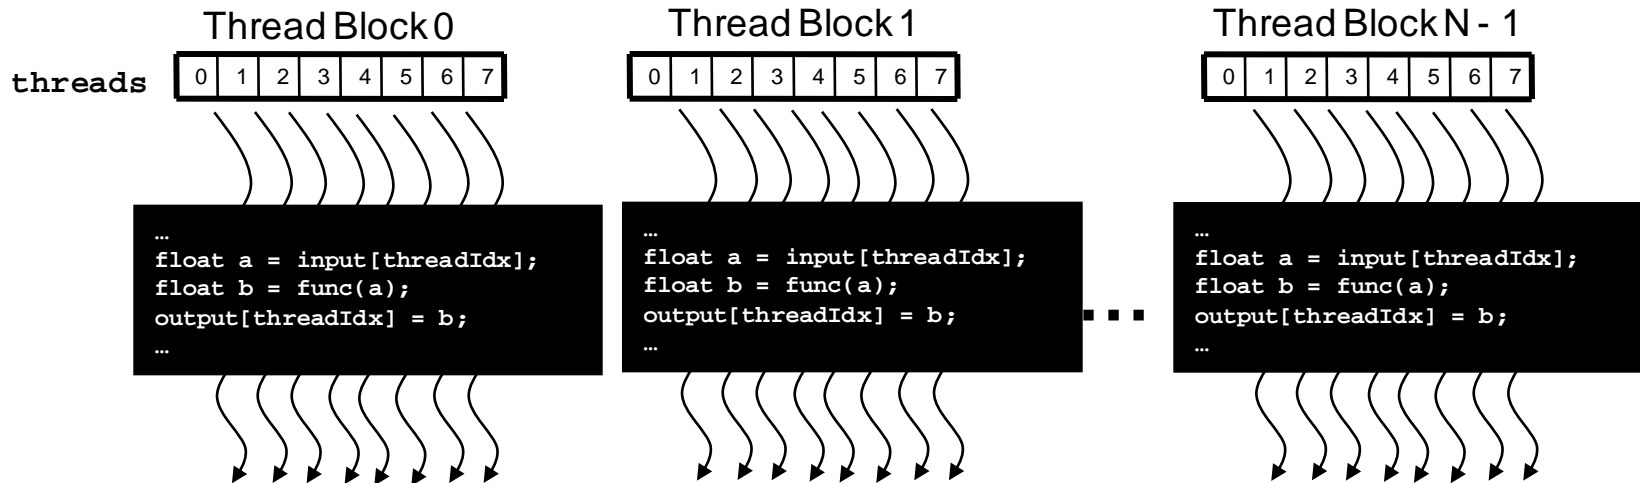 Thread Block 0
threads
0 1 2 3 4 5 6 7
…
float a = input[threadIdx];
float b = func(a);
output[threadIdx] = b;
…
Thread Block 1
0 1 2 3 4 5 6 7
…
float a = input[threadIdx];
float b = func(a);
output[threadIdx] = b;
…
...
Thread Block N - 1
0 1 2 3 4 5 6 7
…
float a = input[threadIdx];
float b = func(a);
output[threadIdx] = b;
…